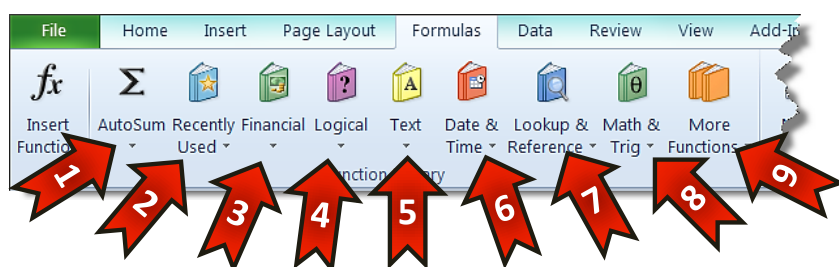 File Home Insert Page Layout Formulas Data Review View
fx Σ A ? θ
Insert AutoSum Recently Financial Logical Text Date & Lookup & Math & More
Used Time Reference Trig Functions
1 2 3 4 5 6 7 8 9